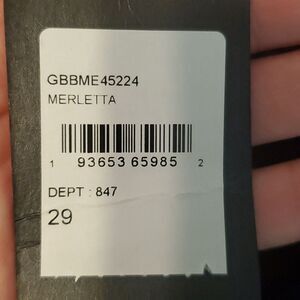 GBBME45224
MERLETTA
1 93653 65985 2
DEPT : 847
29